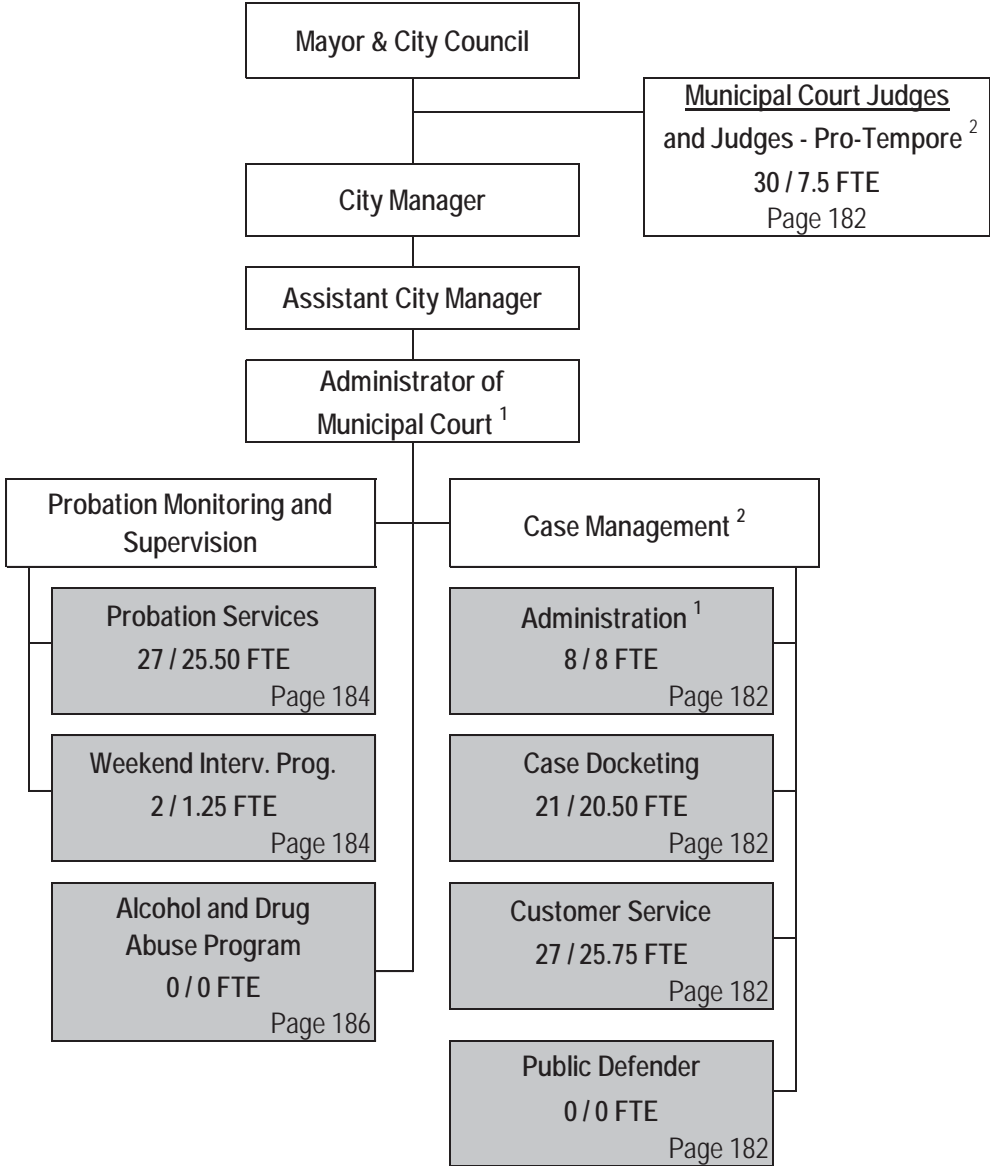 Mayor & City Council
Municipal Court Judges
and Judges - Pro-Tempore 2
30 / 7.5 FTE
Page 182
City Manager
Assistant City Manager
Administrator of
Municipal Court 1
Probation Monitoring and
Supervision
Probation Services
27 / 25.50 FTE
Page 184
Weekend Interv. Prog.
2 / 1.25 FTE
Page 184
Alcohol and Drug
Abuse Program
0 / 0 FTE
Page 186
Case Management 2
Administration 1
8 / 8 FTE
Page 182
Case Docketing
21 / 20.50 FTE
Page 182
Customer Service
27 / 25.75 FTE
Page 182
Public Defender
0 / 0 FTE
Page 182